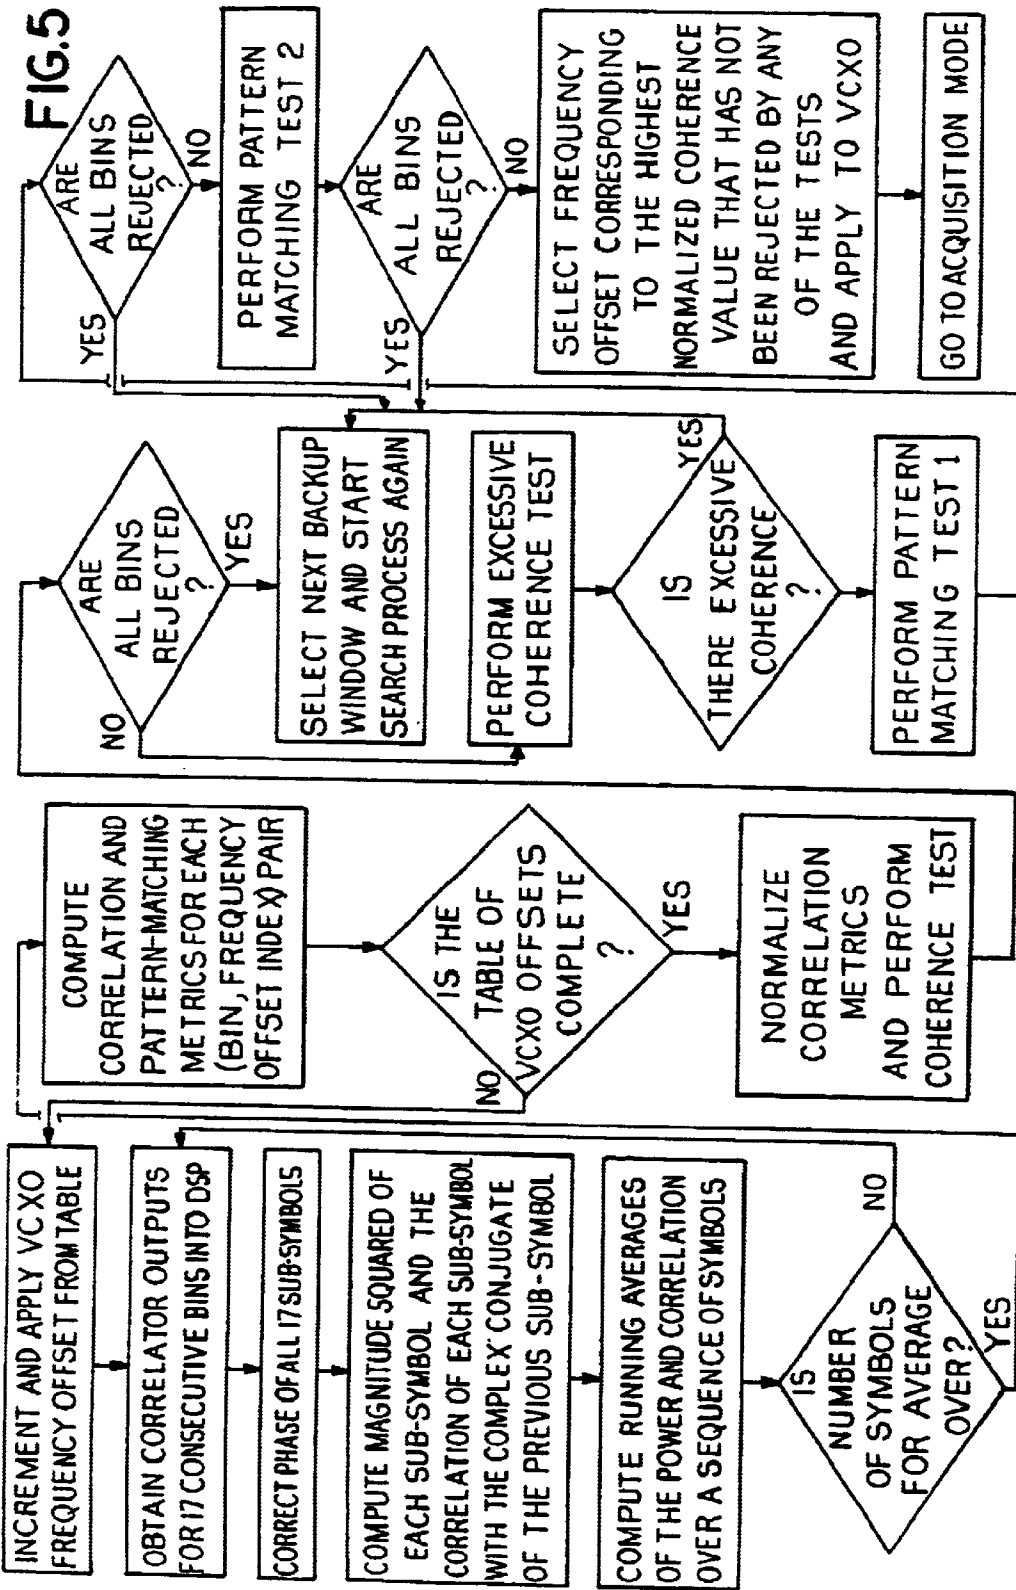 FIG.5
INCREMENT AND APPLY VCXO
FREQUENCY OFFSET FROM TABLE
OBTAIN CORRELATOR OUTPUTS
FOR 17 CONSECUTIVE BINS INTO DSP
CORRECT PHASE OF ALL 17 SUB-SYMBOLS
COMPUTE MAGNITUDE SQUARED OF
EACH SUB-SYMBOL AND THE
CORRELATION OF EACH SUB-SYMBOL
WITH THE COMPLEX CONJUGATE
OF THE PREVIOUS SUB-SYMBOL
COMPUTE RUNNING AVERAGES
OF THE POWER AND CORRELATION
OVER A SEQUENCE OF SYMBOLS
IS
NUMBER
OF SYMBOLS
FOR AVERAGE
OVER?
NO
YES
COMPUTE
CORRELATION AND
PATTERN-MATCHING
METRICS FOR EACH
(BIN, FREQUENCY
OFFSET INDEX) PAIR
IS THE
TABLE OF
VCXO OFFSETS
COMPLETE
?
NO
YES
NORMALIZE
CORRELATION
METRICS
AND PERFORM
COHERENCE TEST
ARE
ALL BINS
REJECTED
?
NO
YES
SELECT NEXT BACKUP
WINDOW AND START
SEARCH PROCESS AGAIN
PERFORM EXCESSIVE
COHERENCE TEST
IS
THERE EXCESSIVE
COHERENCE
?
YES
PERFORM PATTERN
MATCHING TEST 1
ARE
ALL BINS
REJECTED
?
YES
NO
PERFORM PATTERN
MATCHING TEST 2
ARE
ALL BINS
REJECTED
?
YES
NO
SELECT FREQUENCY
OFFSET CORRESPONDING
TO THE HIGHEST
NORMALIZED COHERENCE
VALUE THAT HAS NOT
BEEN REJECTED BY ANY
OF THE TESTS
AND APPLY TO VCXO
GO TO ACQUISITION MODE